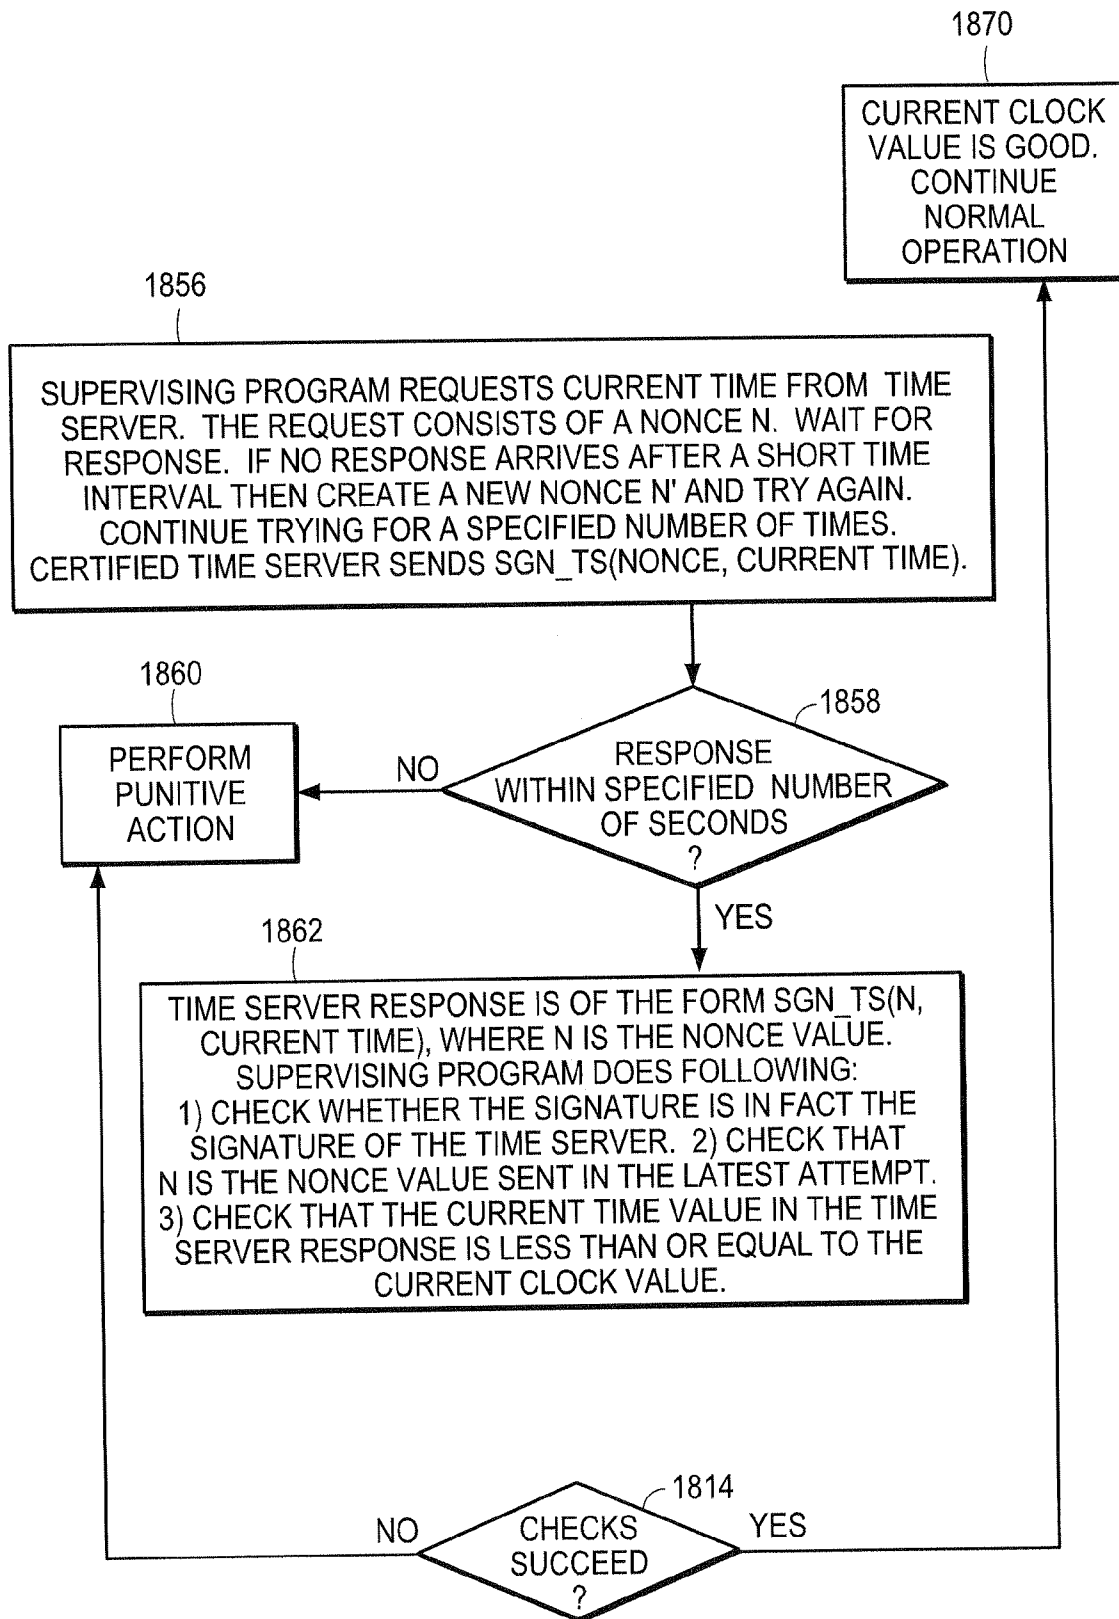 1870
CURRENT CLOCK
VALUE IS GOOD.
CONTINUE
NORMAL
OPERATION
1856
SUPERVISING PROGRAM REQUESTS CURRENT TIME FROM TIME
SERVER. THE REQUEST CONSISTS OF A NONCE N. WAIT FOR
RESPONSE. IF NO RESPONSE ARRIVES AFTER A SHORT TIME
INTERVAL THEN CREATE A NEW NONCE N' AND TRY AGAIN.
CONTINUE TRYING FOR A SPECIFIED NUMBER OF TIMES.
CERTIFIED TIME SERVER SENDS SGN_TS(NONCE, CURRENT TIME).
1860
PERFORM
PUNITIVE
ACTION
NO
1858
RESPONSE
WITHIN SPECIFIED NUMBER
OF SECONDS
?
YES
1862
TIME SERVER RESPONSE IS OF THE FORM SGN_TS(N,
CURRENT TIME), WHERE N IS THE NONCE VALUE.
SUPERVISING PROGRAM DOES FOLLOWING:
1) CHECK WHETHER THE SIGNATURE IS IN FACT THE
SIGNATURE OF THE TIME SERVER. 2) CHECK THAT
N IS THE NONCE VALUE SENT IN THE LATEST ATTEMPT.
3) CHECK THAT THE CURRENT TIME VALUE IN THE TIME
SERVER RESPONSE IS LESS THAN OR EQUAL TO THE
CURRENT CLOCK VALUE.
1814
NO
CHECKS
SUCCEED
?
YES